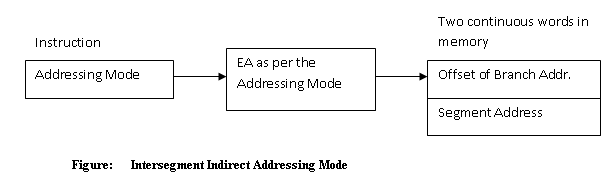 Instruction
Addressing Mode
EA as per the
Addressing Mode
Two continuous words in
memory
Offset of Branch Addr.
Segment Address
Figure: Intersegment Indirect Addressing Mode